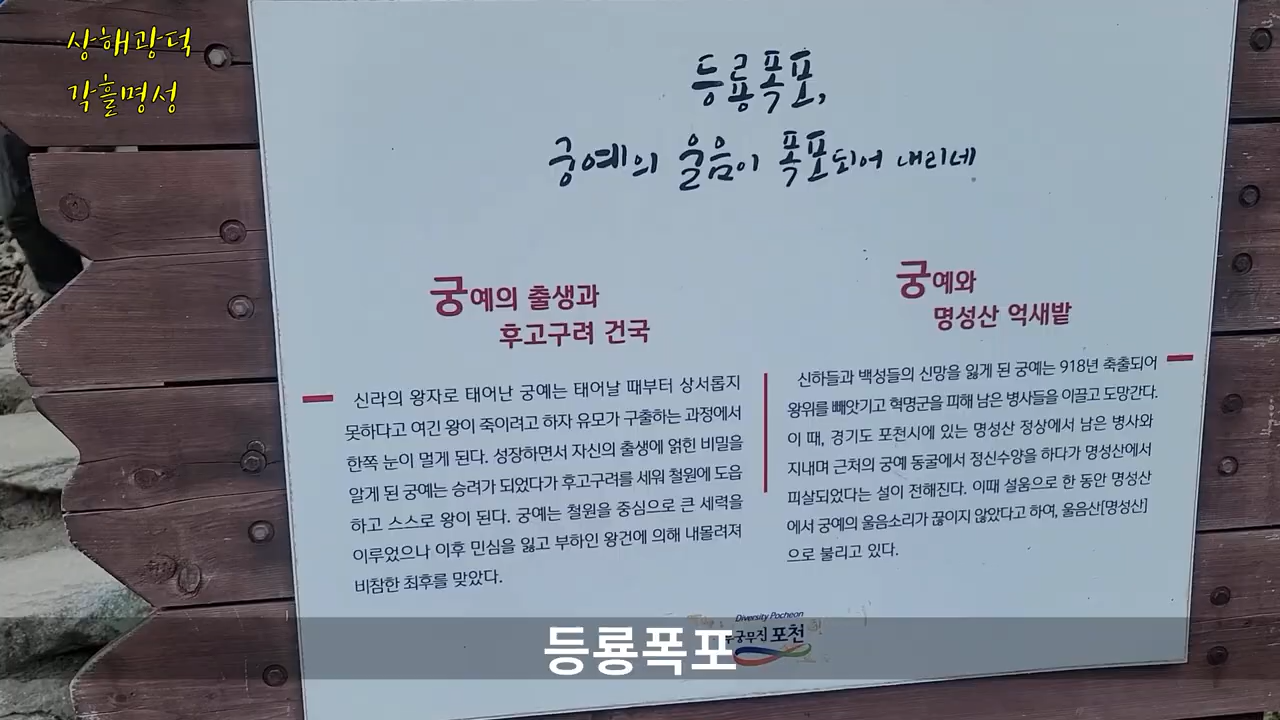 상해광덕
각흘명성
등룡폭포,
궁예의 울음이 폭포되어 내리네
궁예의 출생과
후고구려 건국
신라의 왕자로 태어난 궁예는 태어날 때부터 상서롭지
못하다고 여긴 왕이 죽이려고 하자 유모가 구출하는 과정에서
한쪽 눈이 멀게 된다. 성장하면서 자신의 출생에 얽힌 비밀을
알게 된 궁예는 승려가 되었다가 후고구려를 세워 철원에 도읍
하고 스스로 왕이 된다. 궁예는 철원을 중심으로 큰 세력을
이루었으나 이후 민심을 잃고 부하인 왕건에 의해 내몰려져
비참한 최후를 맞았다.
궁예와
명성산 억새밭
신하들과 백성들의 신망을 잃게 된 궁예는 918년 축출되어
왕위를 빼앗기고 혁명군을 피해 남은 병사들을 이끌고 도망간다.
이 때, 경기도 포천시에 있는 명성산 정상에서 남은 병사와
지내며 근처의 궁예 동굴에서 정신수양을 하다가 명성산에서
피살되었다는 설이 전해진다. 이때 설움으로 한 동안 명성산
에서 궁예의 울음소리가 끊이지 않았다고 하여, 울음산[명성산]
으로 불리고 있다.
Diversity Pocheon
무궁무진 포천
등룡폭포